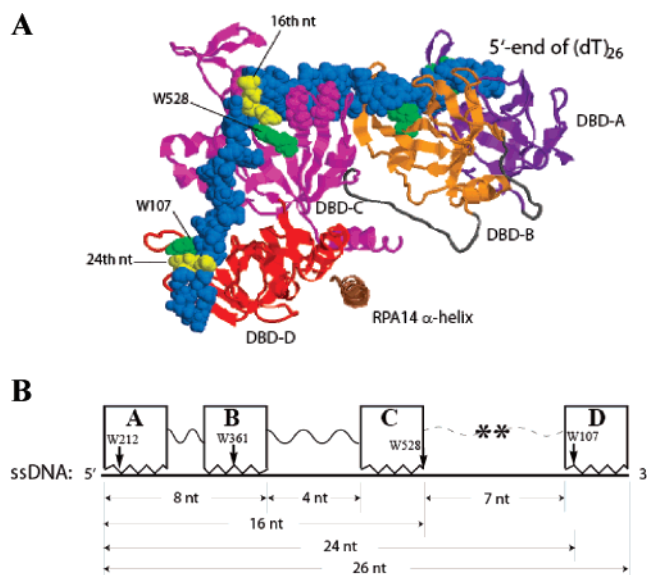 A
16th nt
5′-end of (dT)26
W528
DBD-A
W107
DBD-C
DBD-B
24th nt
RPA14 α-helix
DBD-D
B
A B C D
W212 W361 W528 ** W107
ssDNA: 5′ 3
8 nt 4 nt 7 nt
16 nt
24 nt
26 nt